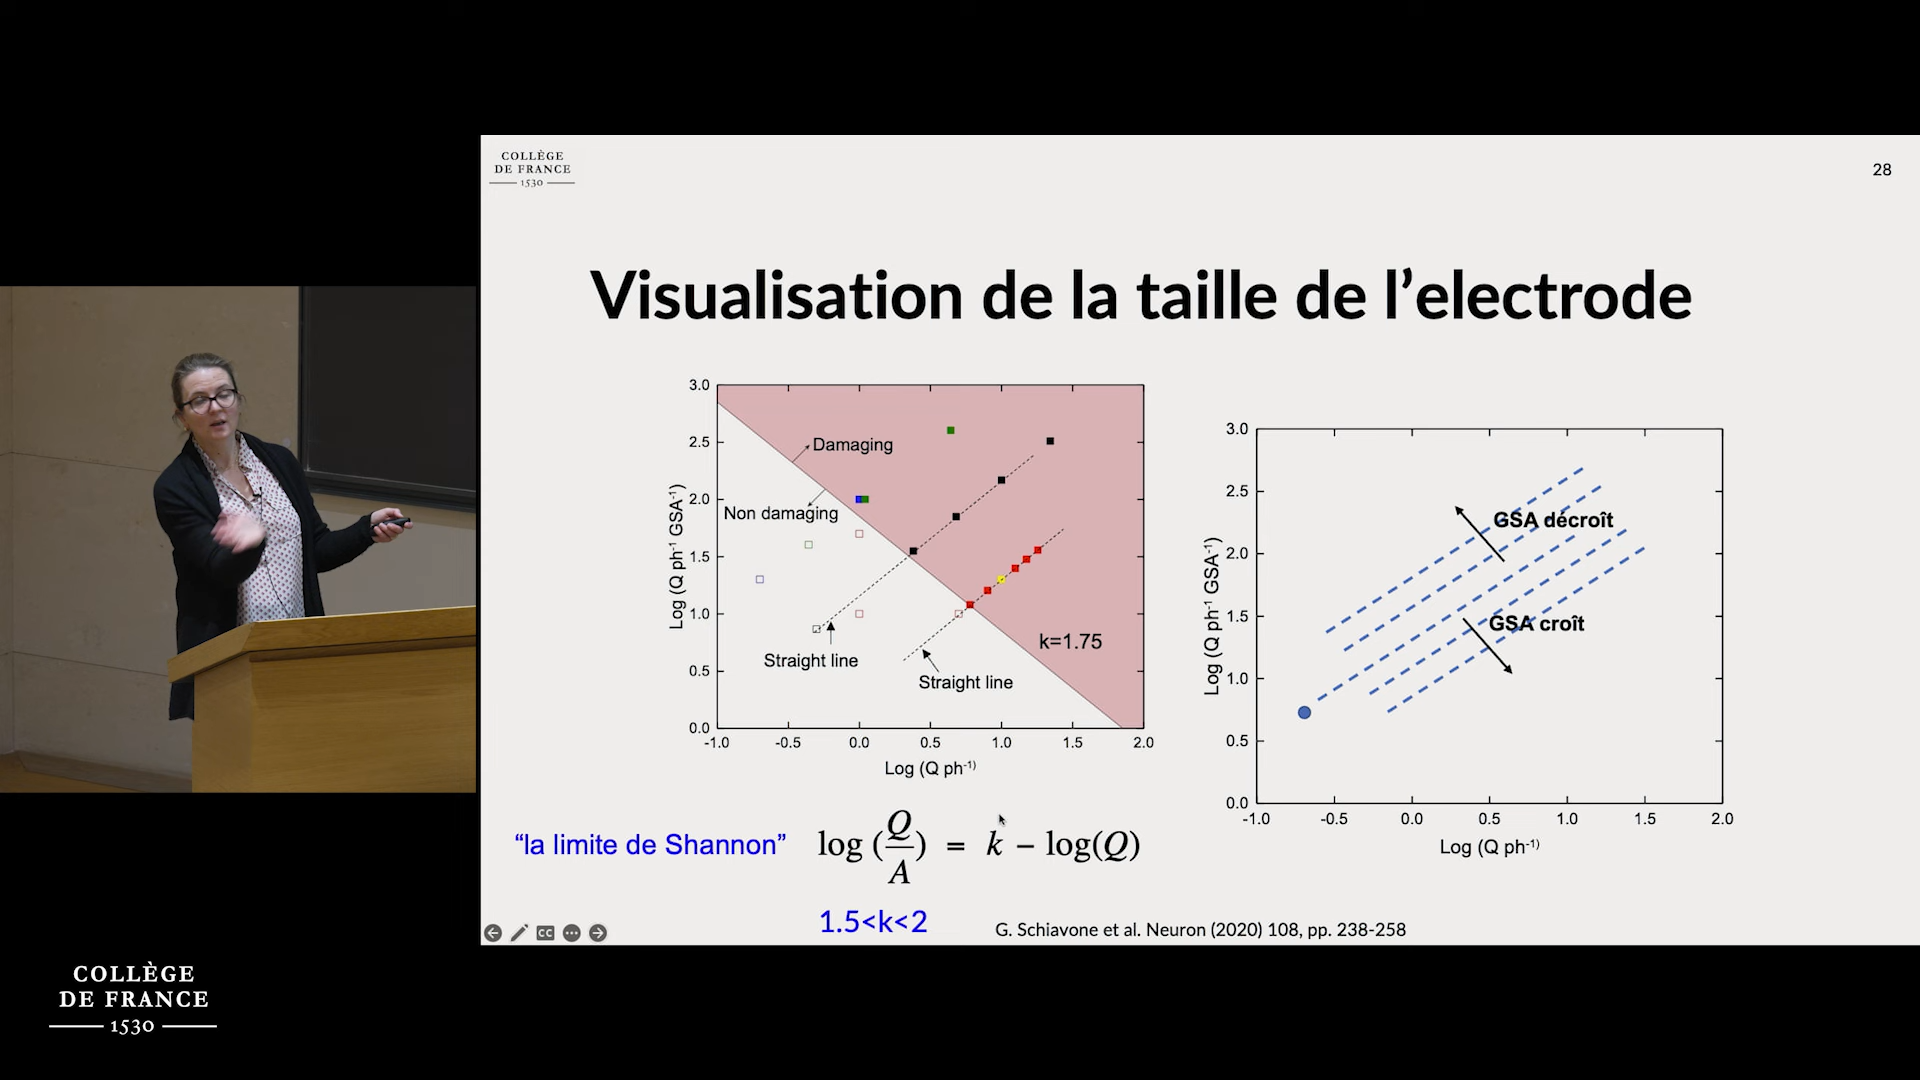 COLLÈGE
DE FRANCE
1530
28
Visualisation de la taille de l’electrode
3.0
2.5
2.0
1.5
1.0
0.5
0.0
-1.0
-0.5
0.0
0.5
1.0
1.5
2.0
Log (Q ph-1 GSA-1)
Log (Q ph-1)
Damaging
Non damaging
Straight line
Straight line
k=1.75
3.0
2.5
2.0
1.5
1.0
0.5
0.0
-1.0
-0.5
0.0
0.5
1.0
1.5
2.0
Log (Q ph-1 GSA-1)
Log (Q ph-1)
GSA décroît
GSA croît
“la limite de Shannon”
log (Q/A) = k – log(Q)
1.5<k<2
G. Schiavone et al. Neuron (2020) 108, pp. 238-258
CC
COLLÈGE
DE FRANCE
1530